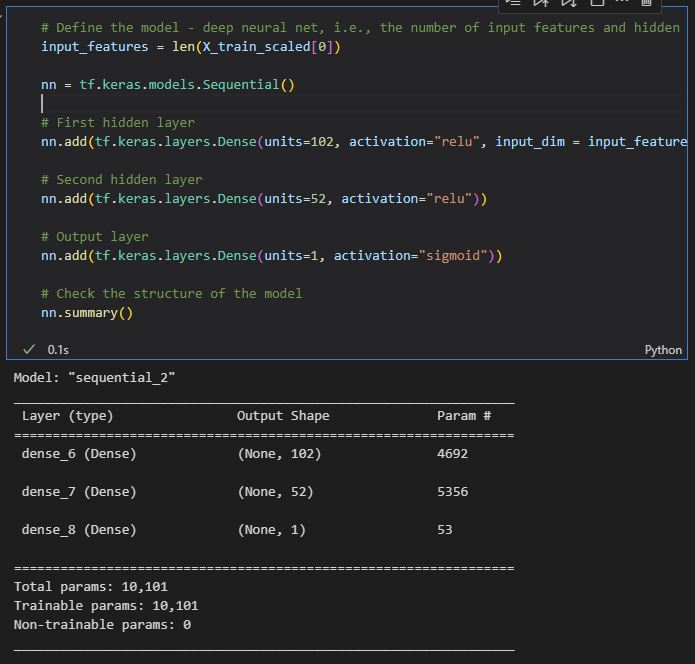 # Define the model - deep neural net, i.e., the number of input features and hidden
input_features = len(X_train_scaled[0])
nn = tf.keras.models.Sequential()
# First hidden layer
nn.add(tf.keras.layers.Dense(units=102, activation="relu", input_dim = input_feature
# Second hidden layer
nn.add(tf.keras.layers.Dense(units=52, activation="relu"))
# Output layer
nn.add(tf.keras.layers.Dense(units=1, activation="sigmoid"))
# Check the structure of the model
nn.summary()
0.1s
Python
Model: "sequential_2"
_________________________________________________________________
Layer (type) Output Shape Param #
=================================================================
dense_6 (Dense) (None, 102) 4692
dense_7 (Dense) (None, 52) 5356
dense_8 (Dense) (None, 1) 53
=================================================================
Total params: 10,101
Trainable params: 10,101
Non-trainable params: 0
_________________________________________________________________